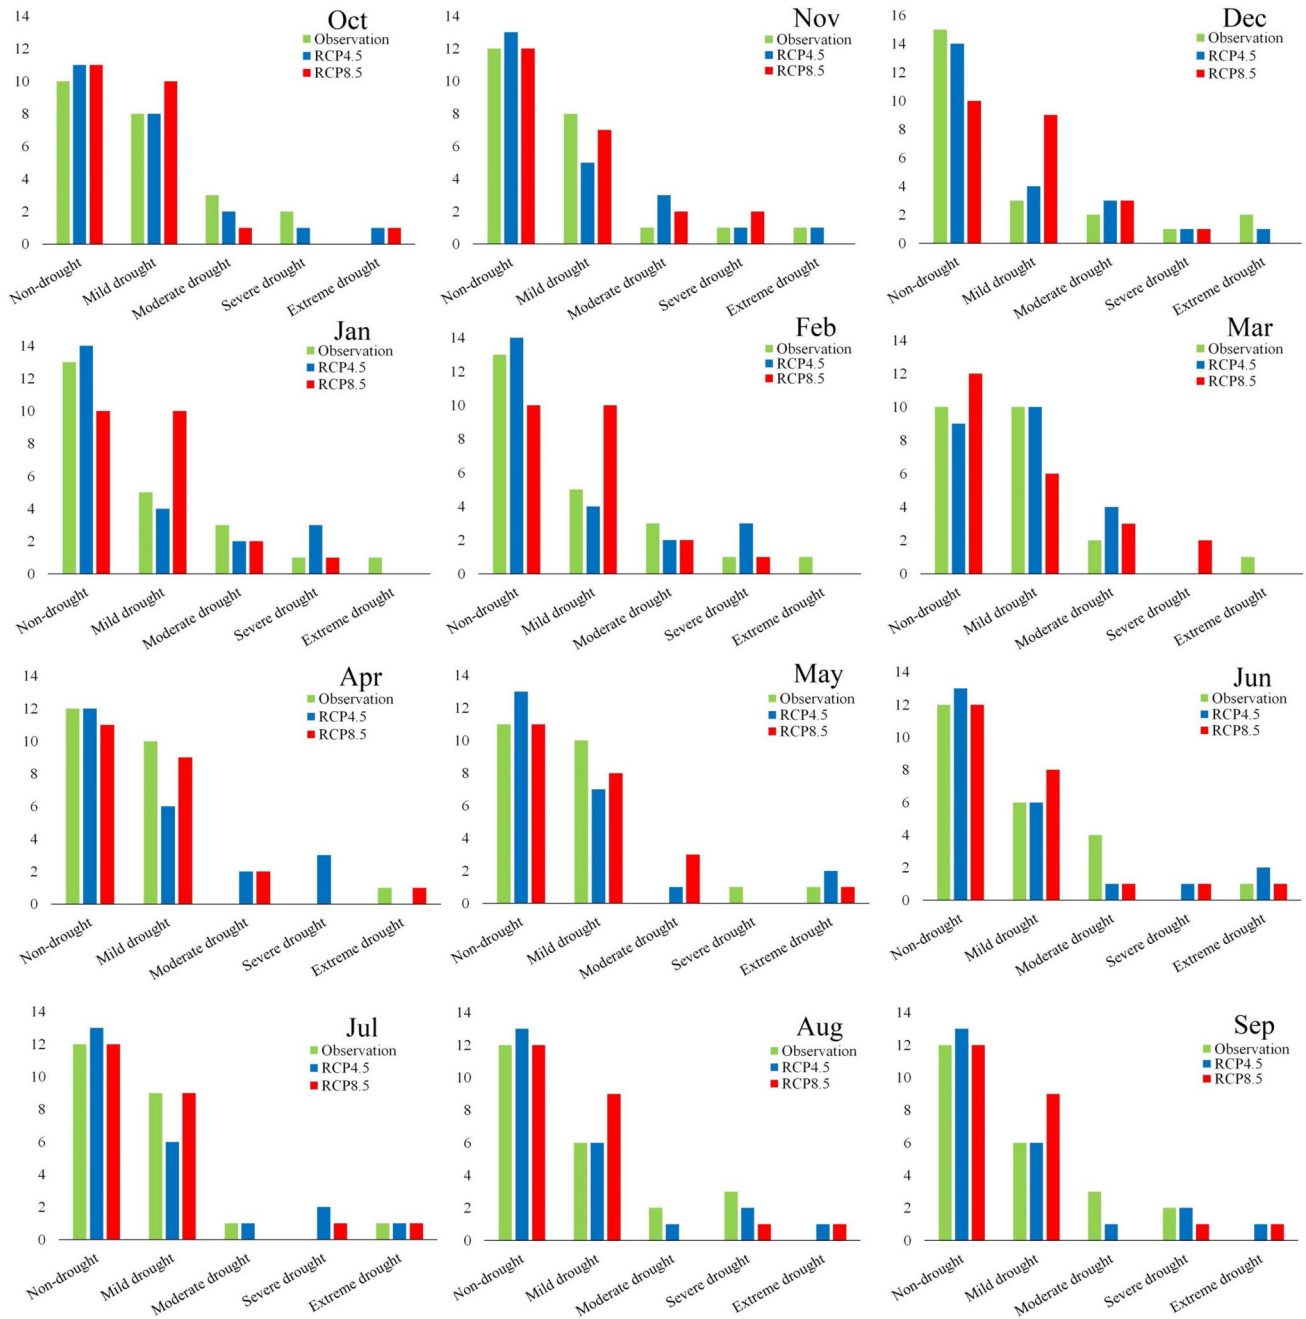 Oct
Observation
RCP4.5
RCP8.5
14
12
10
8
6
4
2
0
Non-drought
Mild drought
Moderate drought
Severe drought
Extreme drought
Nov
Observation
RCP4.5
RCP8.5
14
12
10
8
6
4
2
0
Non-drought
Mild drought
Moderate drought
Severe drought
Extreme drought
Dec
Observation
RCP4.5
RCP8.5
16
14
12
10
8
6
4
2
0
Non-drought
Mild drought
Moderate drought
Severe drought
Extreme drought
Jan
Observation
RCP4.5
RCP8.5
14
12
10
8
6
4
2
0
Non-drought
Mild drought
Moderate drought
Severe drought
Extreme drought
Feb
Observation
RCP4.5
RCP8.5
14
12
10
8
6
4
2
0
Non-drought
Mild drought
Moderate drought
Severe drought
Extreme drought
Mar
Observation
RCP4.5
RCP8.5
14
12
10
8
6
4
2
0
Non-drought
Mild drought
Moderate drought
Severe drought
Extreme drought
Apr
Observation
RCP4.5
RCP8.5
14
12
10
8
6
4
2
0
Non-drought
Mild drought
Moderate drought
Severe drought
Extreme drought
May
Observation
RCP4.5
RCP8.5
14
12
10
8
6
4
2
0
Non-drought
Mild drought
Moderate drought
Severe drought
Extreme drought
Jun
Observation
RCP4.5
RCP8.5
14
12
10
8
6
4
2
0
Non-drought
Mild drought
Moderate drought
Severe drought
Extreme drought
Jul
Observation
RCP4.5
RCP8.5
14
12
10
8
6
4
2
0
Non-drought
Mild drought
Moderate drought
Severe drought
Extreme drought
Aug
Observation
RCP4.5
RCP8.5
14
12
10
8
6
4
2
0
Non-drought
Mild drought
Moderate drought
Severe drought
Extreme drought
Sep
Observation
RCP4.5
RCP8.5
14
12
10
8
6
4
2
0
Non-drought
Mild drought
Moderate drought
Severe drought
Extreme drought